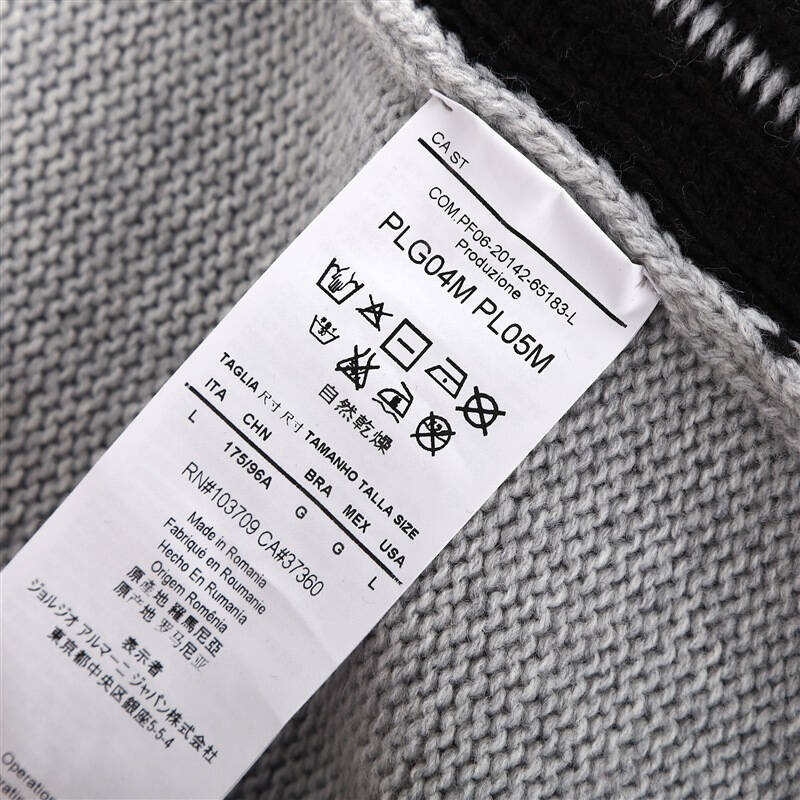 CA ST
COM.PF06-20142-65183-L
Produzione
PLG04M PL05M
自然乾燥
TAGLIA 尺寸 尺寸 TAMANHO TALLA SIZE
ITA CHN BRA MEX USA
L 175/96A G G L
RN#103709 CA#37360
Made in Romania
Fabriqué en Roumanie
Hecho En Rumania
Origem Roménia
原產地 羅馬尼亞
原产地 罗马尼亚
表示者
ジョルジオ アルマーニ ジャパン株式会社
東京都中央区銀座5-5-4
Operation